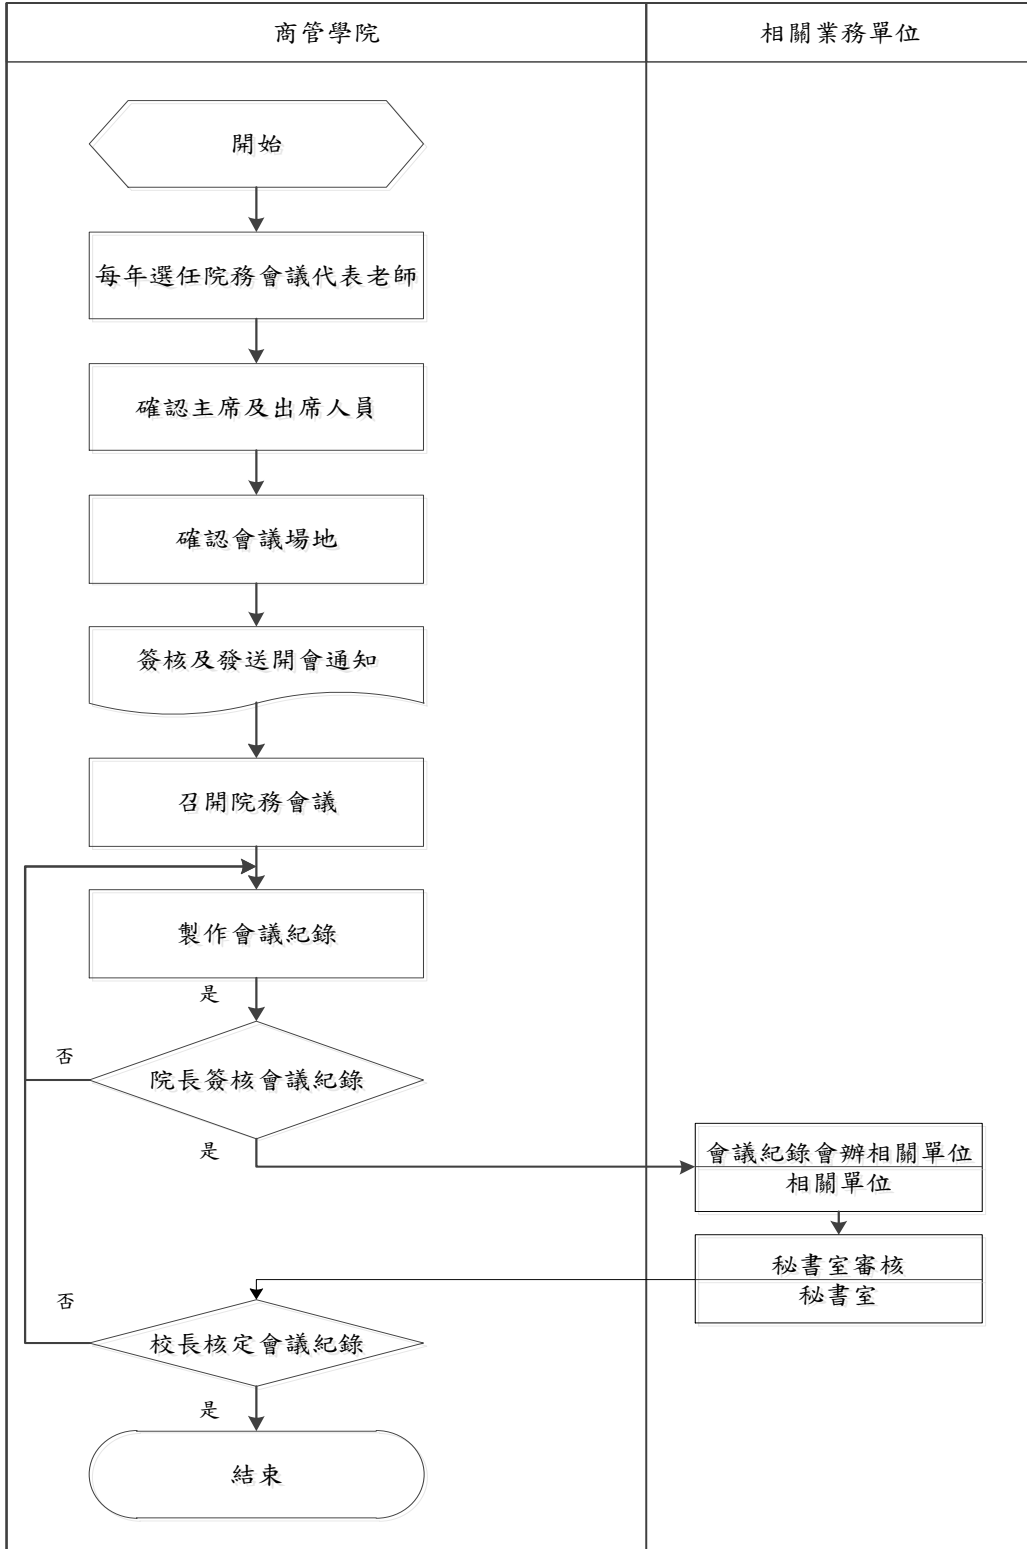 商管學院
相關業務單位
開始
每年選任院務會議代表老師
確認主席及出席人員
確認會議場地
簽核及發送開會通知
召開院務會議
製作會議紀錄
是
否
院長簽核會議紀錄
是
會議紀錄會辦相關單位
相關單位
秘書室審核
秘書室
否
校長核定會議紀錄
是
結束